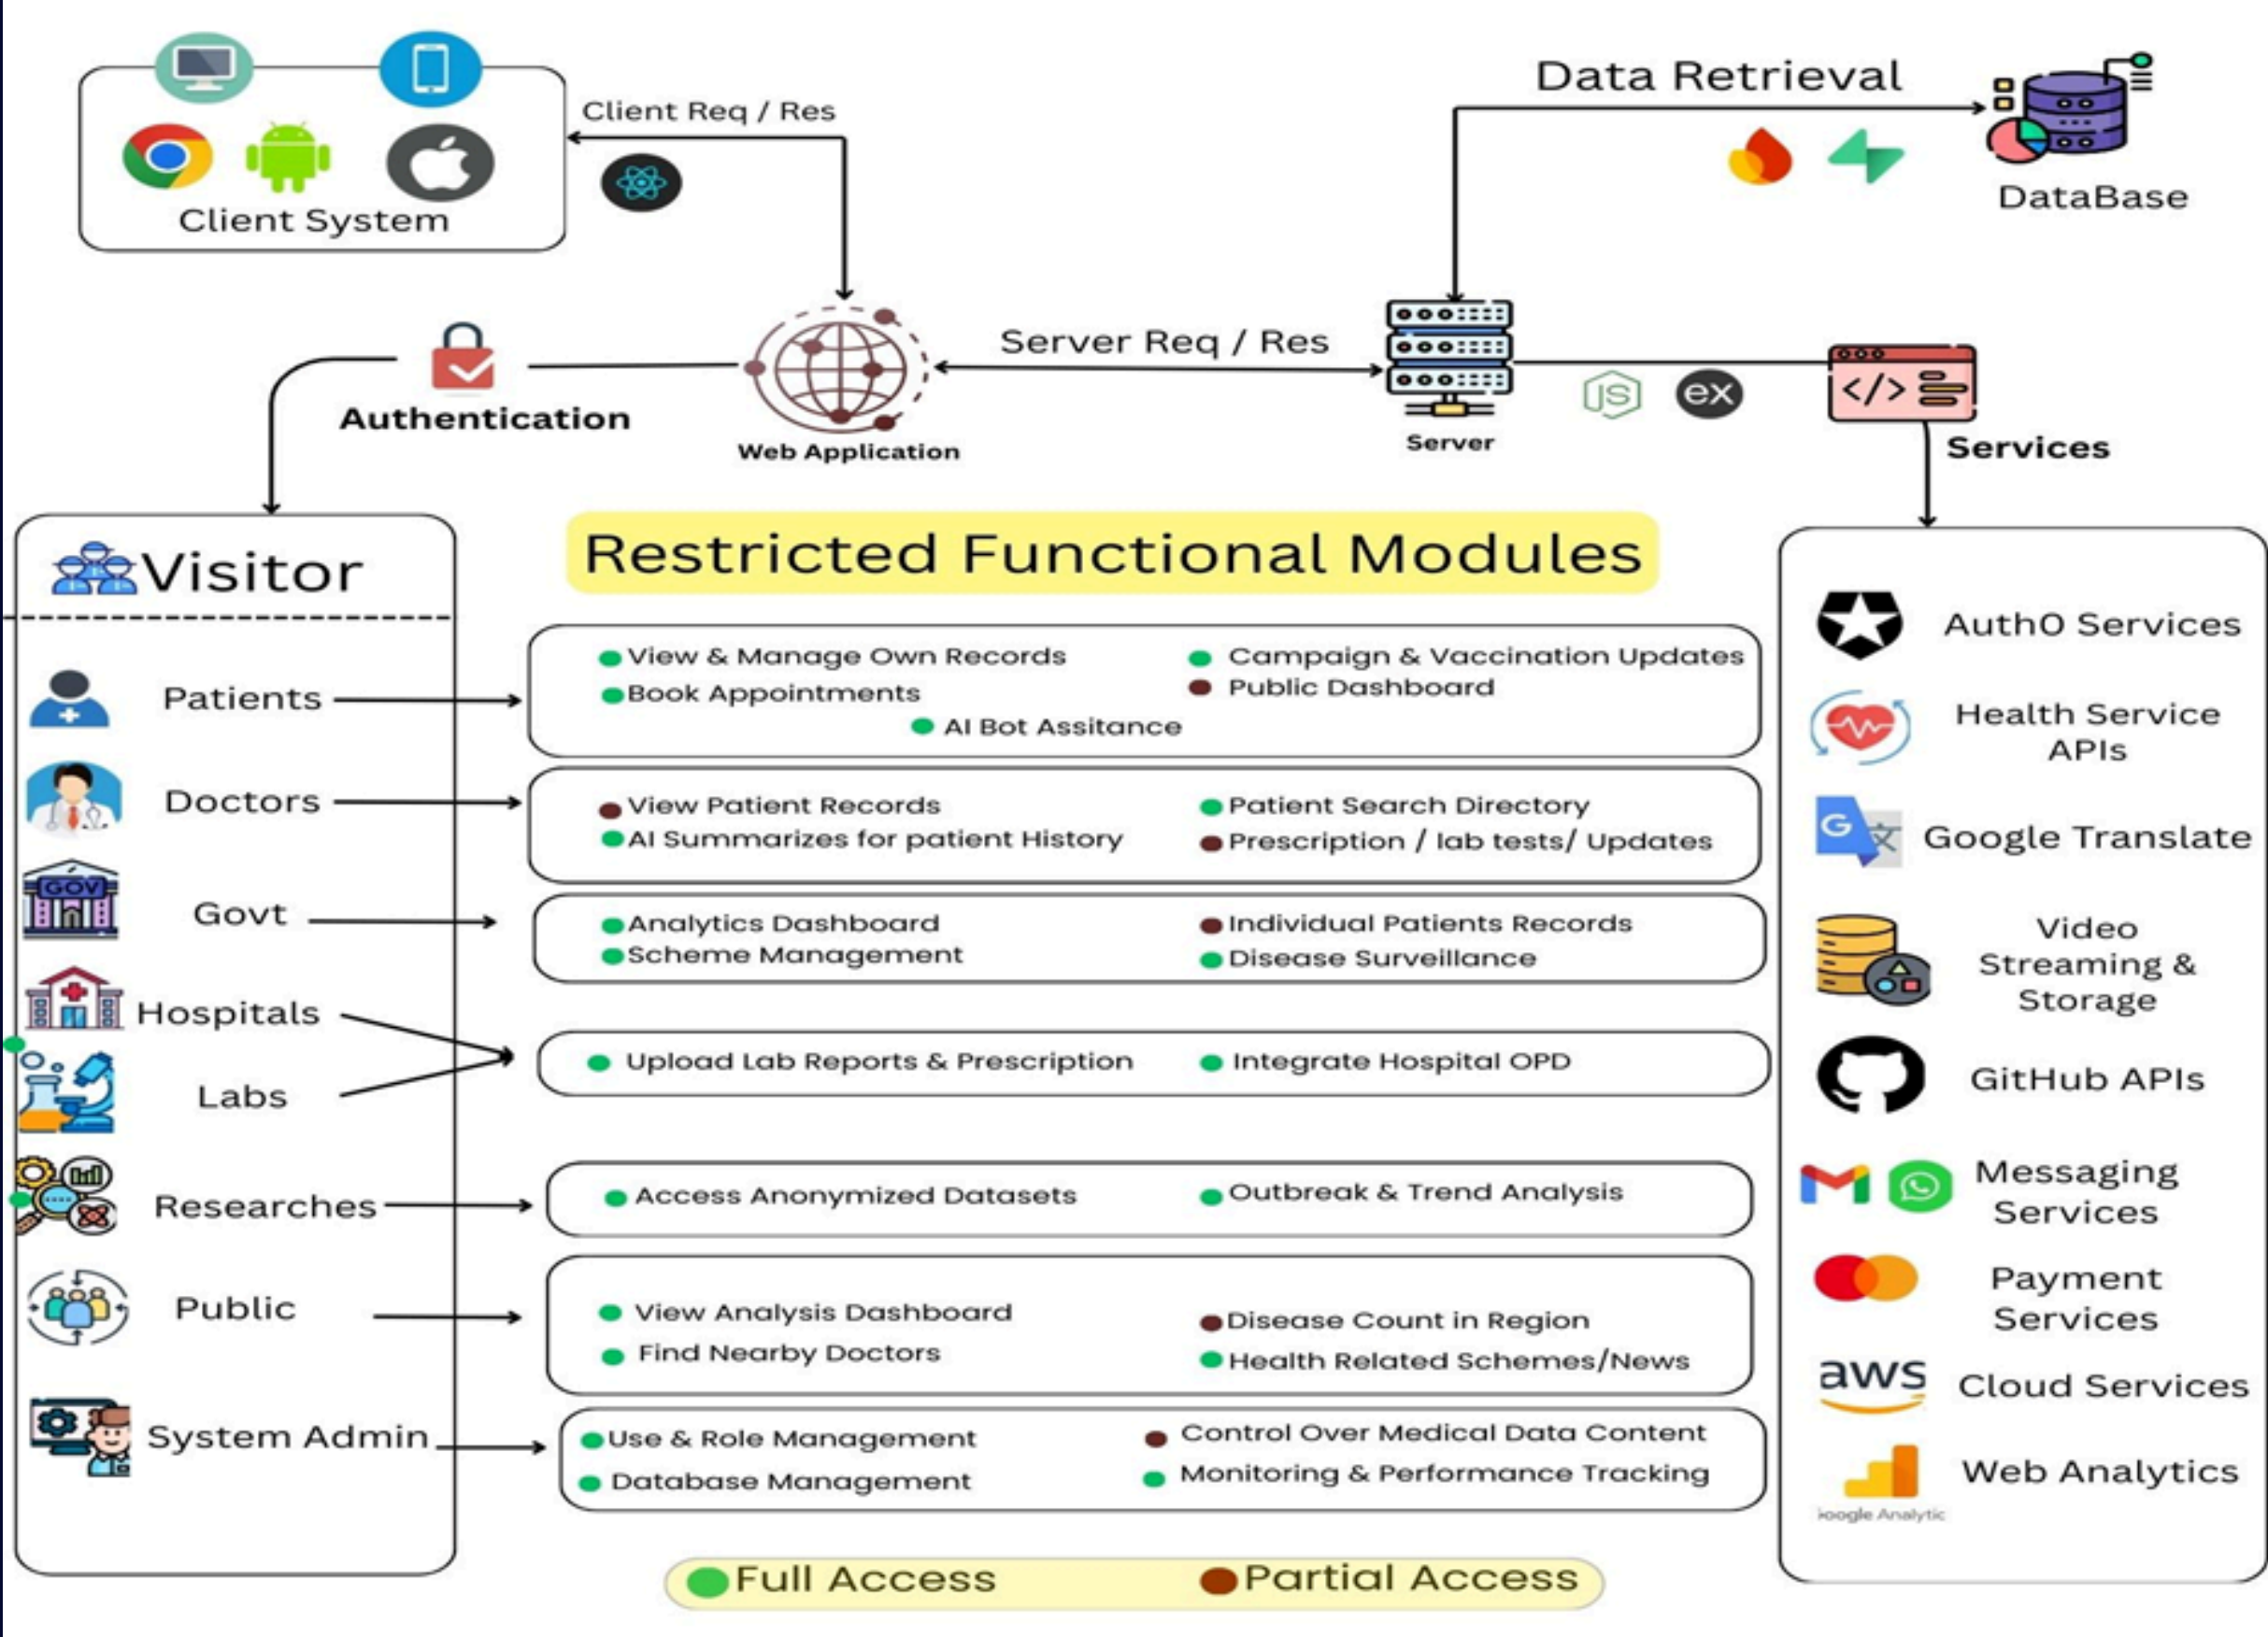 Data Retrieval
Client Req / Res
Client System
DataBase
Server Req / Res
JS
ex
</>
Authentication
Web Application
Server
Services
Visitor
Restricted Functional Modules
Patients
View & Manage Own Records
Campaign & Vaccination Updates
Book Appointments
Public Dashboard
AI Bot Assitance
Doctors
View Patient Records
Patient Search Directory
AI Summarizes for patient History
Prescription / lab tests/ Updates
GOV
Govt
Analytics Dashboard
Individual Patients Records
Scheme Management
Disease Surveillance
Hospitals
Labs
Upload Lab Reports & Prescription
Integrate Hospital OPD
Researches
Access Anonymized Datasets
Outbreak & Trend Analysis
Public
View Analysis Dashboard
Disease Count in Region
Find Nearby Doctors
Health Related Schemes/News
System Admin
Use & Role Management
Control Over Medical Data Content
Database Management
Monitoring & Performance Tracking
Full Access
Partial Access
Auth0 Services
Health Service
APIs
G
文
Google Translate
Video
Streaming &
Storage
GitHub APIs
Messaging
Services
Payment
Services
aws
Cloud Services
Web Analytics
oogle Analytic